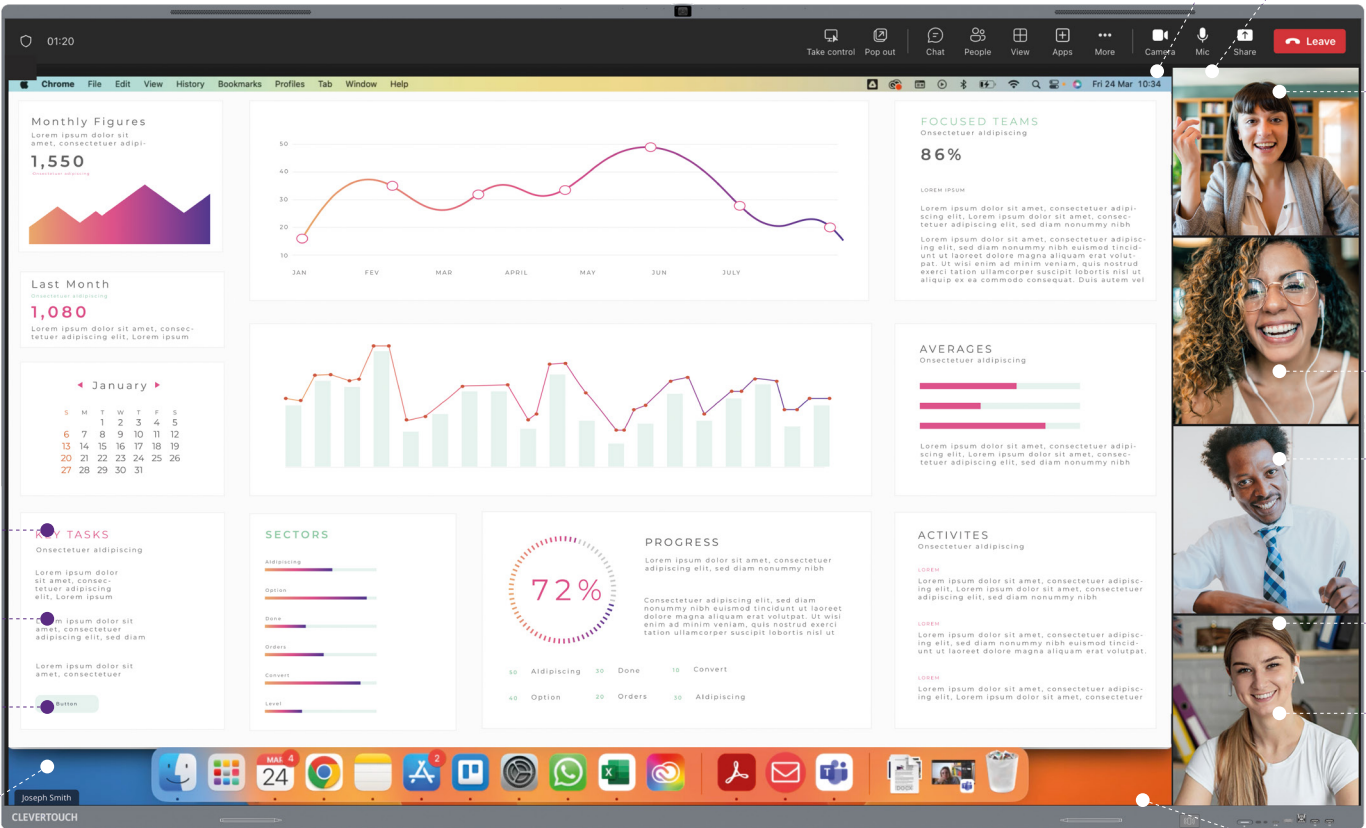 01:20
Take control Pop out Chat People View Apps More Camera Mic Share Leave
Chrome File Edit View History Bookmarks Profiles Tab Window Help Fri 24 Mar 10:34
Monthly Figures
Lorem ipsum dolor sit
amet, consectetuer adipi-
1,550
Onsectetuer adipiscing
50
40
30
20
10
JAN FEV MAR APRIL MAY JUN JULY
FOCUSED TEAMS
Onsectetuer aldipiscing
86%
LOREM IPSUM
Lorem ipsum dolor sit amet, consectetuer adipi-
scing elit, Lorem ipsum dolor sit amet, consec-
tetuer adipiscing elit, sed diam nonummy nibh
Lorem ipsum dolor sit amet, consectetuer adipisc-
ing elit, sed diam nonummy nibh euismod tincid-
unt ut laoreet dolore magna aliquam erat volut-
pat. Ut wisi enim ad minim veniam, quis nostrud
exerci tation ullamcorper suscipit lobortis nisl ut
aliquip ex ea commodo consequat. Duis autem vel
Last Month
Onsectetuer aldipiscing
1,080
Lorem ipsum dolor sit amet, consec-
tetuer adipiscing elit, Lorem ipsum
January
S M T W T F S
1 2 3 4 5
6 7 8 9 10 11 12
13 14 15 16 17 18 19
20 21 22 23 24 25 26
27 28 29 30 31
AVERAGES
Onsectetuer aldipiscing
Lorem ipsum dolor sit amet, consectetuer adipi-
scing elit, Lorem ipsum dolor sit amet, consec-
tetuer adipiscing elit, sed diam nonummy nibh
KEY TASKS
Onsectetuer aldipiscing
Lorem ipsum dolor
sit amet, consec-
tetuer adipiscing
elit, Lorem ipsum
ipsum dolor sit
amet, consectetuer
adipiscing elit, sed diam
Lorem ipsum dolor sit
amet, consectetuer
Button
SECTORS
Aldipiscing
Option
Done
Orders
Convert
Level
72%
PROGRESS
Lorem ipsum dolor sit amet, consectetuer
adipiscing elit, sed diam nonummy nibh
Consectetuer adipiscing elit, sed diam
nonummy nibh euismod tincidunt ut laoreet
dolore magna aliquam erat volutpat. Ut wisi
enim ad minim veniam, quis nostrud exerci
tation ullamcorper suscipit lobortis nisl ut
50 Aldipiscing 30 Done 10 Convert
40 Option 20 Orders 30 Aldipiscing
ACTIVITES
Onsectetuer aldipiscing
LOREM
Lorem ipsum dolor sit amet, consectetuer adipisc-
ing elit, Lorem ipsum dolor sit amet, consectetuer
adipiscing elit, sed diam nonummy nibh
LOREM
Lorem ipsum dolor sit amet, consectetuer adipisc-
ing elit, sed diam nonummy nibh euismod tincid-
unt ut laoreet dolore magna aliquam erat volutpat.
LOREM
Lorem ipsum dolor sit amet, consectetuer adipisc-
ing elit, Lorem ipsum dolor sit amet, consectetuer
MAR 4
24
2
DOCX
Joseph Smith
CLEVERTOUCH